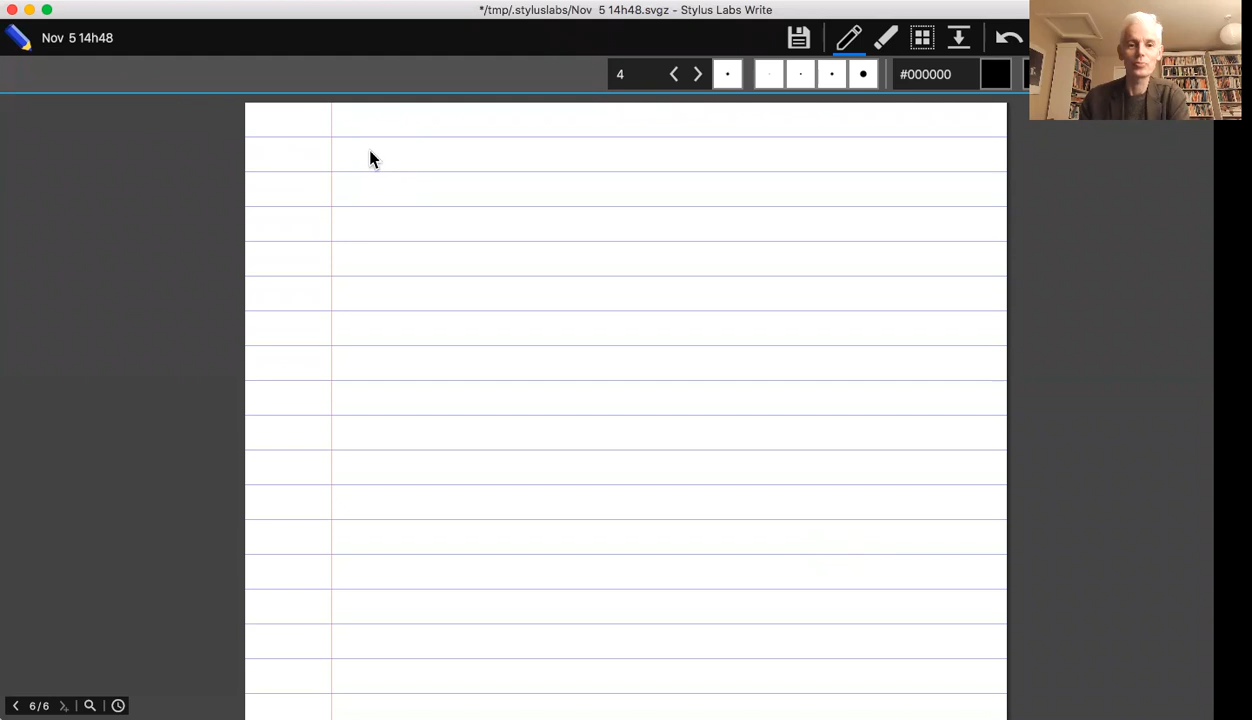 */tmp/.styluslabs/Nov  5 14h48.svgz - Stylus Labs Write
Nov  5 14h48
4
#000000
6/6